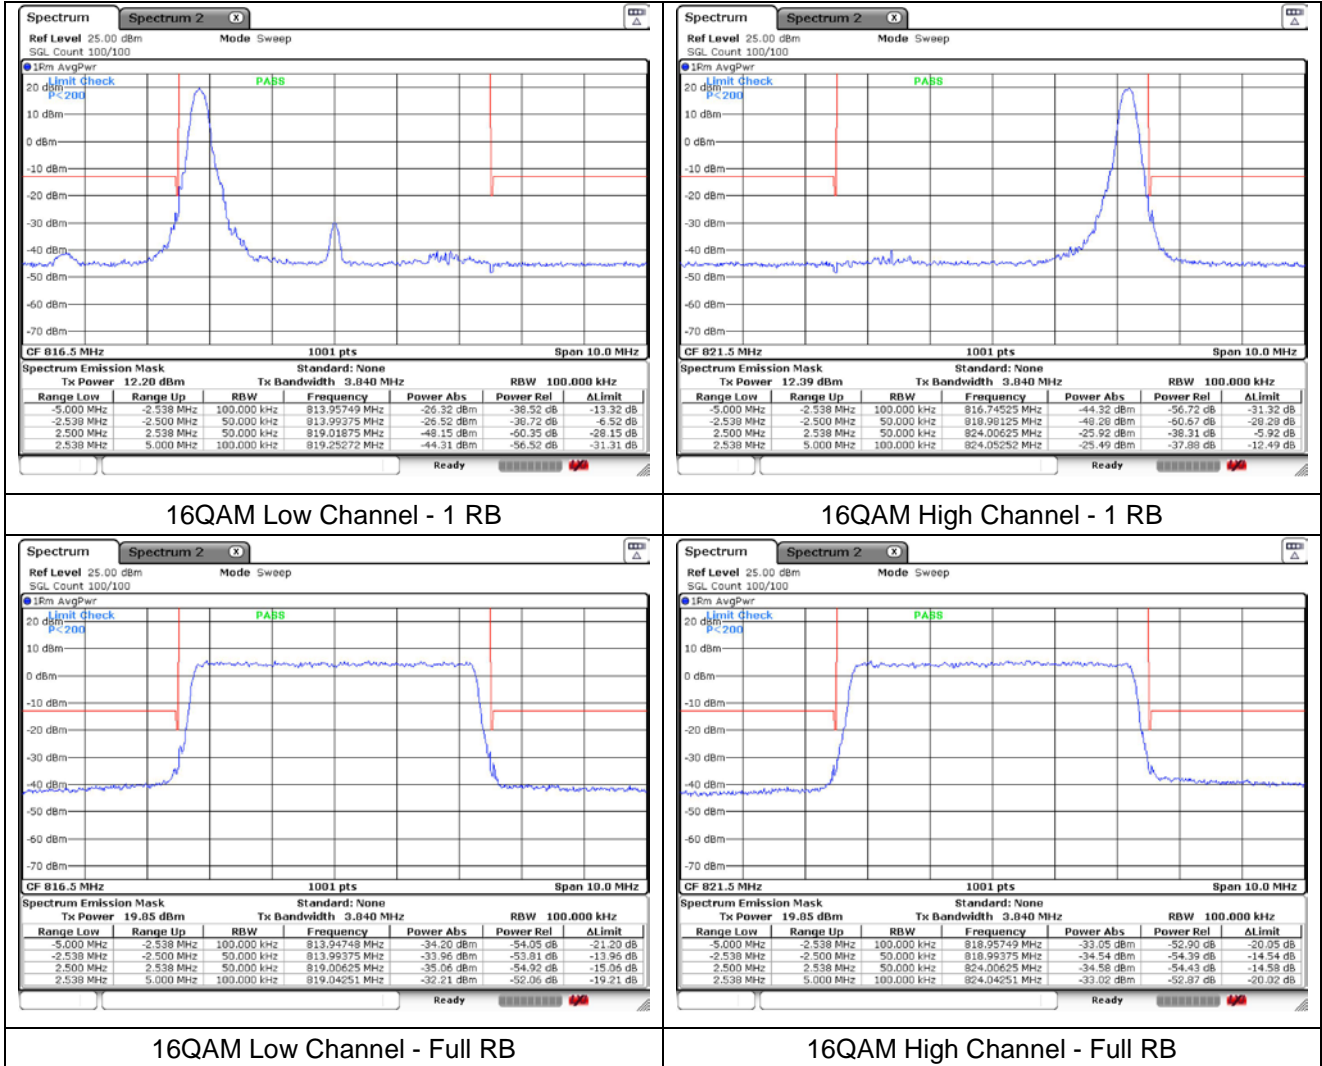 Spectrum Spectrum 2 X
Ref Level 25.00 dBm Mode Sweep
SGL Count 100/100
1Rm AvgPwr
Limit Check PASS
20 dBm
P<200
10 dBm
0 dBm
-10 dBm
-20 dBm
-30 dBm
-40 dBm
-50 dBm
-60 dBm
-70 dBm
CF 816.5 MHz 1001 pts Span 10.0 MHz
Spectrum Emission Mask Standard: None
Tx Power 12.20 dBm Tx Bandwidth 3.840 MHz RBW 100.000 kHz
Range Low Range Up RBW Frequency Power Abs Power Rel ΔLimit
-5.000 MHz -2.538 MHz 100.000 kHz 813.95749 MHz -26.32 dBm -38.52 dB -13.32 dB
-2.538 MHz -2.500 MHz 50.000 kHz 813.99375 MHz -26.52 dBm -38.72 dB -6.52 dB
2.500 MHz 2.538 MHz 50.000 kHz 819.01875 MHz -48.15 dBm -60.35 dB -28.15 dB
2.538 MHz 5.000 MHz 100.000 kHz 819.25272 MHz -44.31 dBm -56.52 dB -31.31 dB
Ready
16QAM Low Channel - 1 RB
Spectrum Spectrum 2 X
Ref Level 25.00 dBm Mode Sweep
SGL Count 100/100
1Rm AvgPwr
Limit Check PASS
20 dBm
P<200
10 dBm
0 dBm
-10 dBm
-20 dBm
-30 dBm
-40 dBm
-50 dBm
-60 dBm
-70 dBm
CF 821.5 MHz 1001 pts Span 10.0 MHz
Spectrum Emission Mask Standard: None
Tx Power 12.39 dBm Tx Bandwidth 3.840 MHz RBW 100.000 kHz
Range Low Range Up RBW Frequency Power Abs Power Rel ΔLimit
-5.000 MHz -2.538 MHz 100.000 kHz 816.74525 MHz -44.32 dBm -56.72 dB -31.32 dB
-2.538 MHz -2.500 MHz 50.000 kHz 818.98125 MHz -48.28 dBm -60.67 dB -28.28 dB
2.500 MHz 2.538 MHz 50.000 kHz 824.00625 MHz -25.92 dBm -38.31 dB -5.92 dB
2.538 MHz 5.000 MHz 100.000 kHz 824.05252 MHz -25.49 dBm -37.88 dB -12.49 dB
Ready
16QAM High Channel - 1 RB
Spectrum Spectrum 2 X
Ref Level 25.00 dBm Mode Sweep
SGL Count 100/100
1Rm AvgPwr
Limit Check PASS
20 dBm
P<200
10 dBm
0 dBm
-10 dBm
-20 dBm
-30 dBm
-40 dBm
-50 dBm
-60 dBm
-70 dBm
CF 816.5 MHz 1001 pts Span 10.0 MHz
Spectrum Emission Mask Standard: None
Tx Power 19.85 dBm Tx Bandwidth 3.840 MHz RBW 100.000 kHz
Range Low Range Up RBW Frequency Power Abs Power Rel ΔLimit
-5.000 MHz -2.538 MHz 100.000 kHz 813.94748 MHz -34.20 dBm -54.05 dB -21.20 dB
-2.538 MHz -2.500 MHz 50.000 kHz 813.99375 MHz -33.96 dBm -53.81 dB -13.96 dB
2.500 MHz 2.538 MHz 50.000 kHz 819.00625 MHz -35.06 dBm -54.92 dB -15.06 dB
2.538 MHz 5.000 MHz 100.000 kHz 819.04251 MHz -32.21 dBm -52.06 dB -19.21 dB
Ready
16QAM Low Channel - Full RB
Spectrum Spectrum 2 X
Ref Level 25.00 dBm Mode Sweep
SGL Count 100/100
1Rm AvgPwr
Limit Check PASS
20 dBm
P<200
10 dBm
0 dBm
-10 dBm
-20 dBm
-30 dBm
-40 dBm
-50 dBm
-60 dBm
-70 dBm
CF 821.5 MHz 1001 pts Span 10.0 MHz
Spectrum Emission Mask Standard: None
Tx Power 19.85 dBm Tx Bandwidth 3.840 MHz RBW 100.000 kHz
Range Low Range Up RBW Frequency Power Abs Power Rel ΔLimit
-5.000 MHz -2.538 MHz 100.000 kHz 818.95749 MHz -33.05 dBm -52.90 dB -20.05 dB
-2.538 MHz -2.500 MHz 50.000 kHz 818.99375 MHz -34.54 dBm -54.39 dB -14.54 dB
2.500 MHz 2.538 MHz 50.000 kHz 824.00625 MHz -34.58 dBm -54.43 dB -14.58 dB
2.538 MHz 5.000 MHz 100.000 kHz 824.04251 MHz -33.02 dBm -52.87 dB -20.02 dB
Ready
16QAM High Channel - Full RB